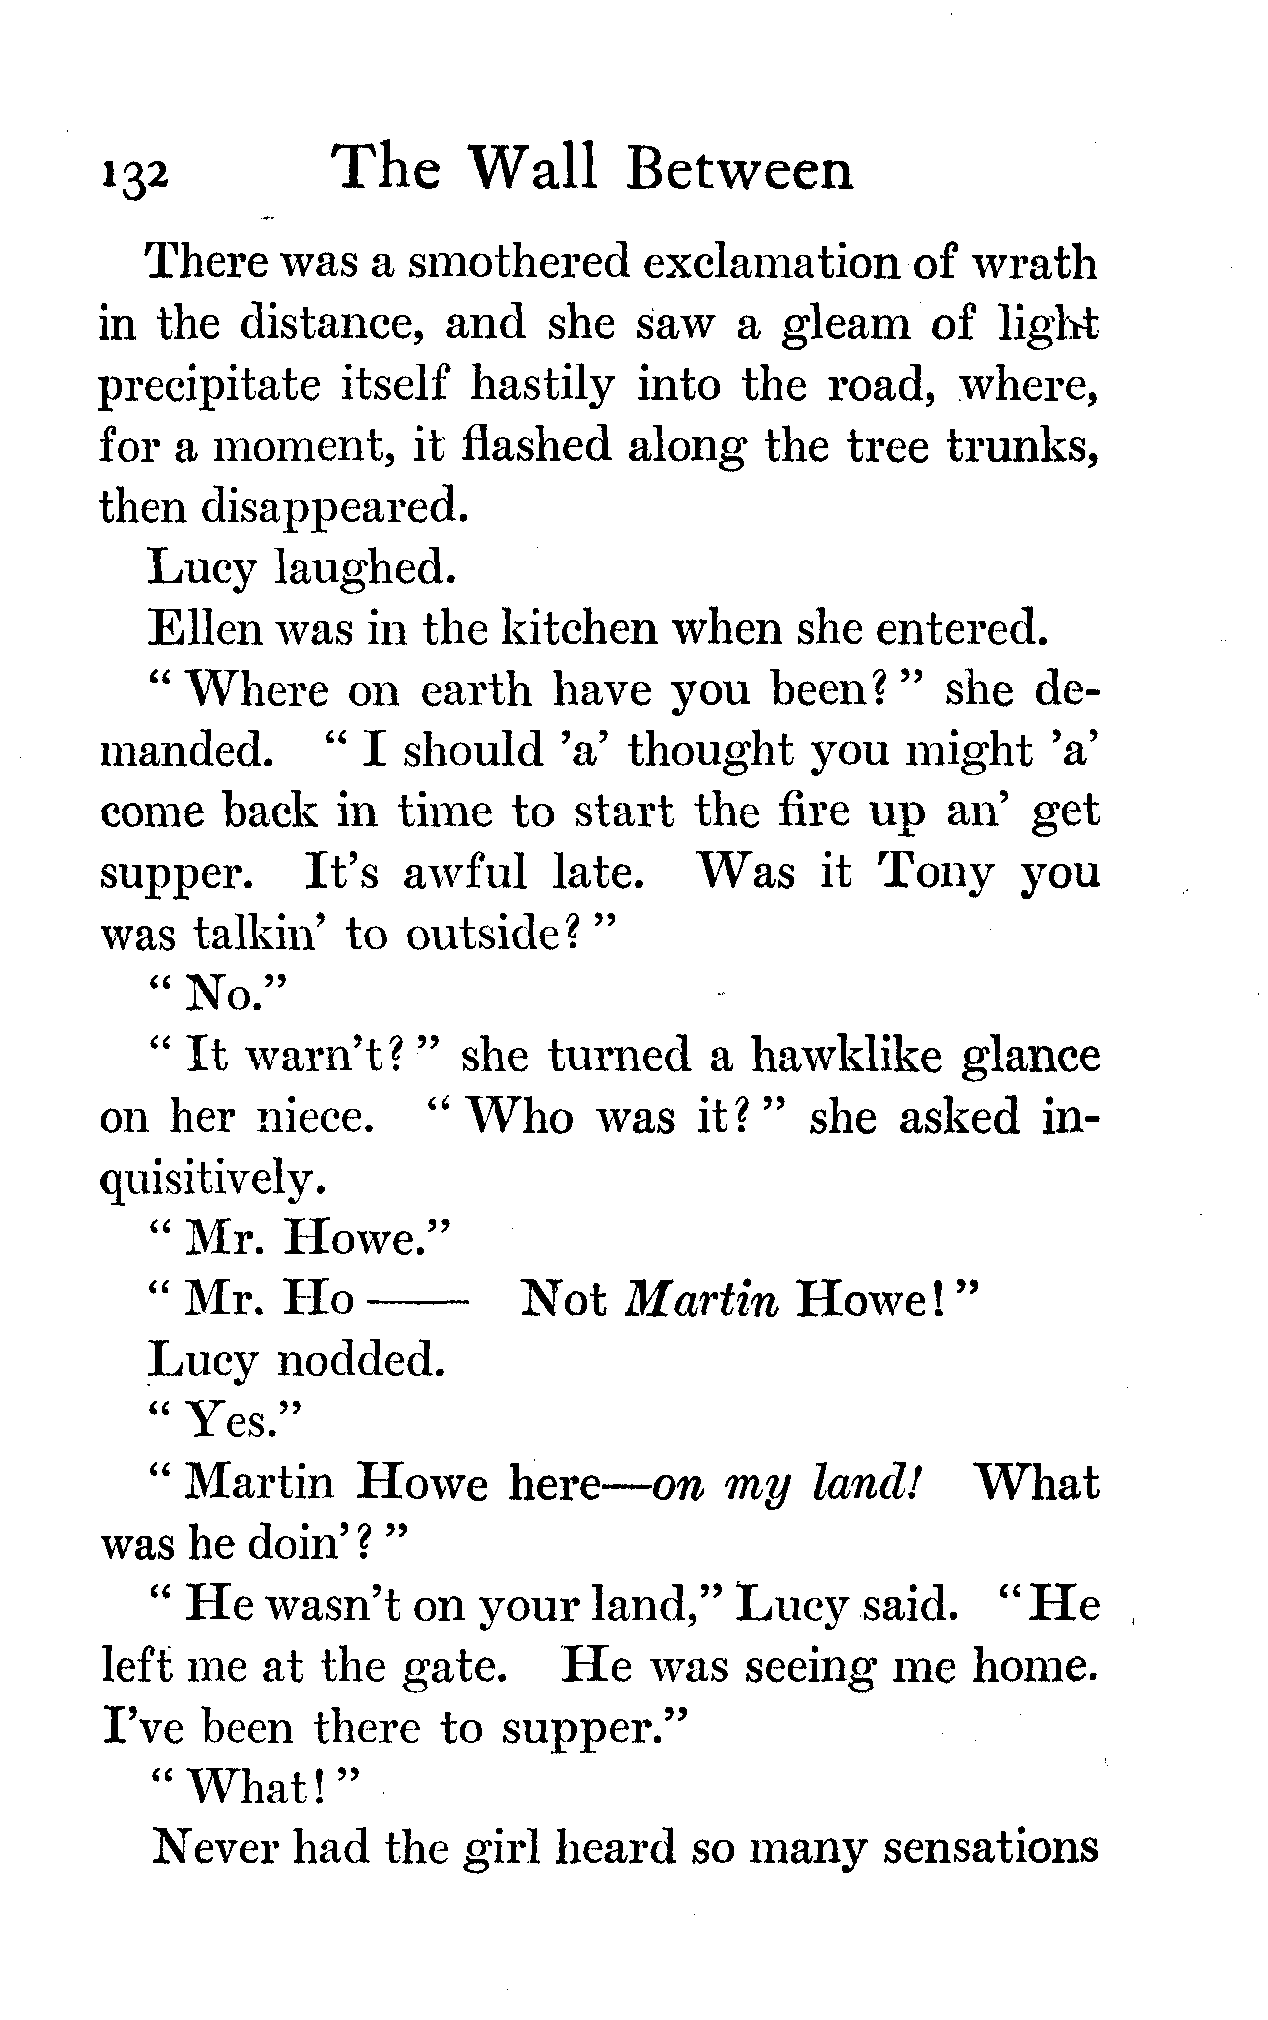 132 The Wall Between
There was a smothered exclamation of wrath
in the distance, and she saw a gleam of light
precipitate itself hastily into the road, where,
for a moment, it flashed along the tree trunks,
then disappeared.
Lucy laughed.
Ellen was in the kitchen when she entered.
“ Where on earth have you been? ” she de-
manded. “ I should ’a’ thought you might ’a’
come back in time to start the fire up an’ get
supper. It’s awful late. Was it Tony you
was talkin’ to outside? ”
“ No.”
“ It warn’t? ” she turned a hawklike glance
on her niece. “ Who was it? ” she asked in-
quisitively.
“ Mr. Howe.”
“ Mr. Ho —— Not Martin Howe! ”
Lucy nodded.
“ Yes.”
“ Martin Howe here—on my land! What
was he doin’? ”
“ He wasn’t on your land,” Lucy said. “He
left me at the gate. He was seeing me home.
I’ve been there to supper.”
“ What! ”
Never had the girl heard so many sensations